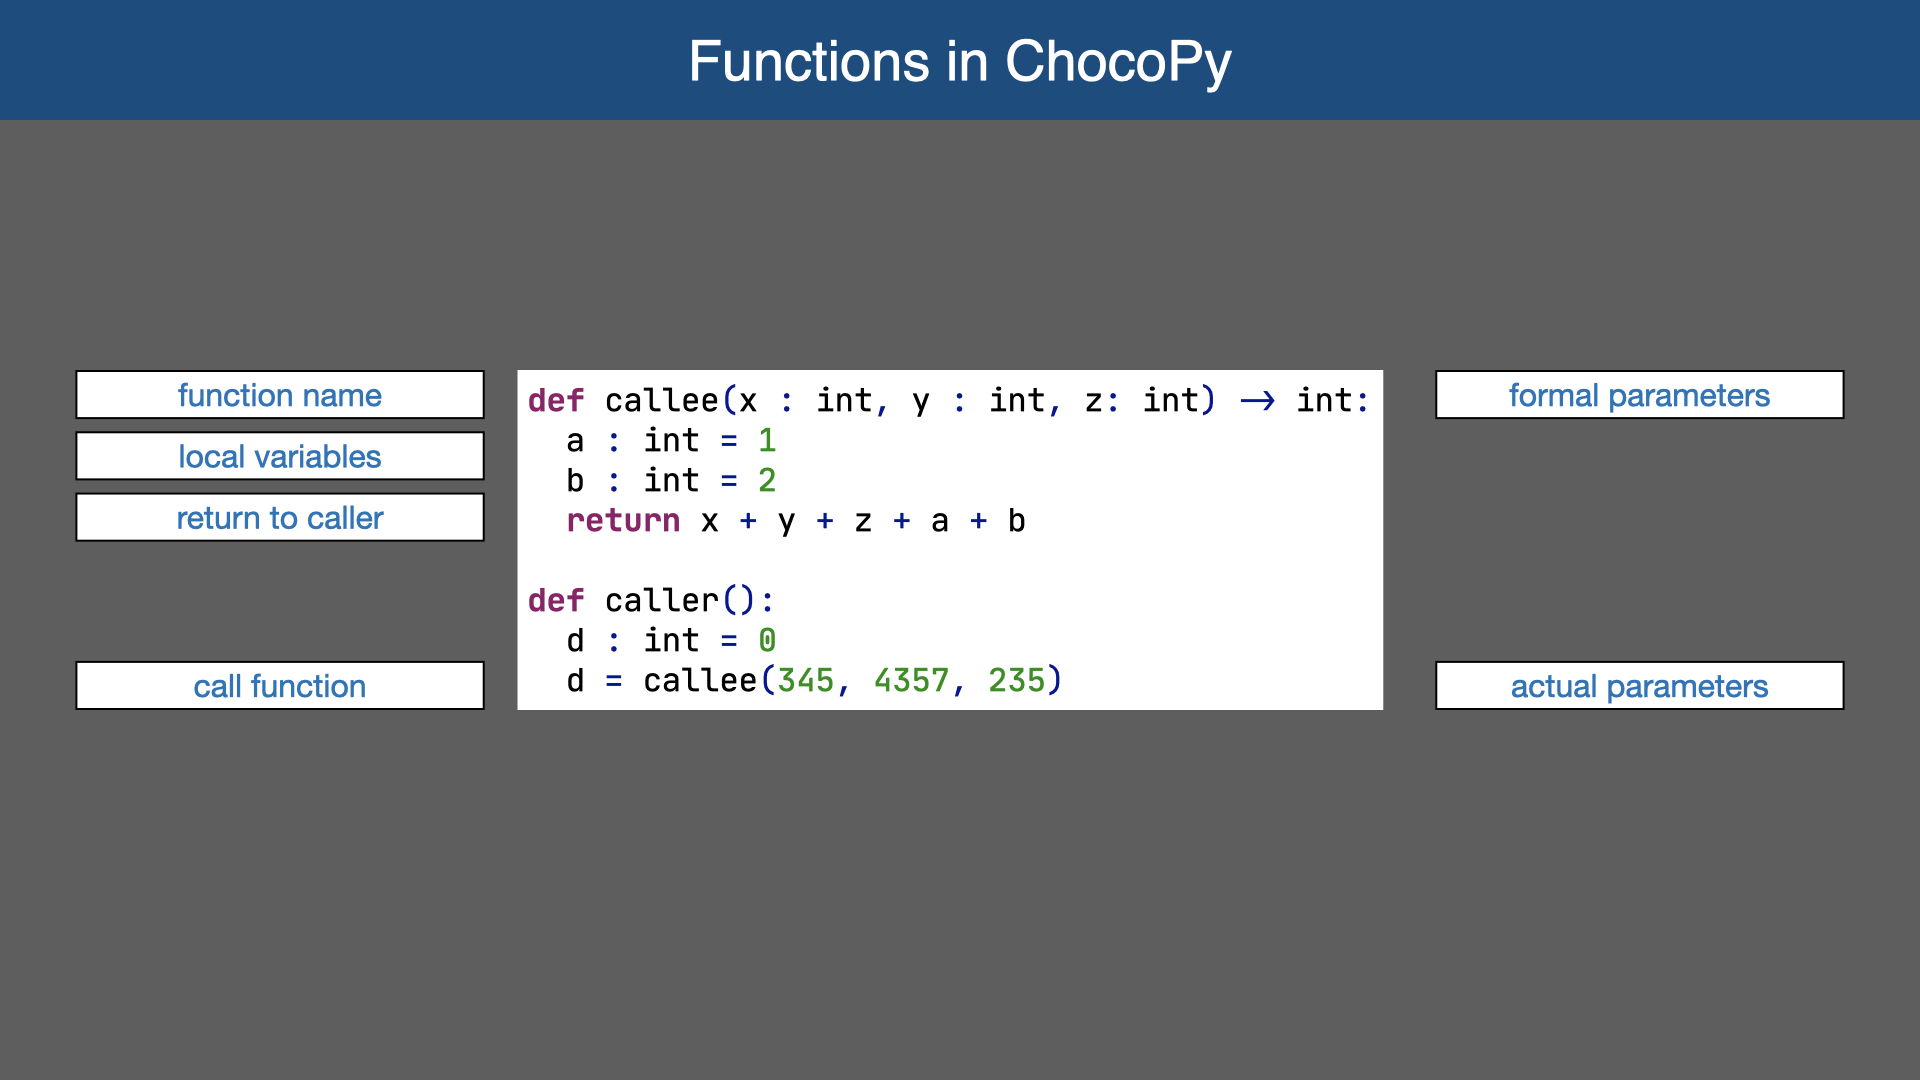 Functions in ChocoPy
function name
local variables
return to caller
call function
def callee(x : int, y : int, z: int) → int:
  a : int = 1
  b : int = 2
  return x + y + z + a + b
def caller():
  d : int = 0
  d = callee(345, 4357, 235)
formal parameters
actual parameters